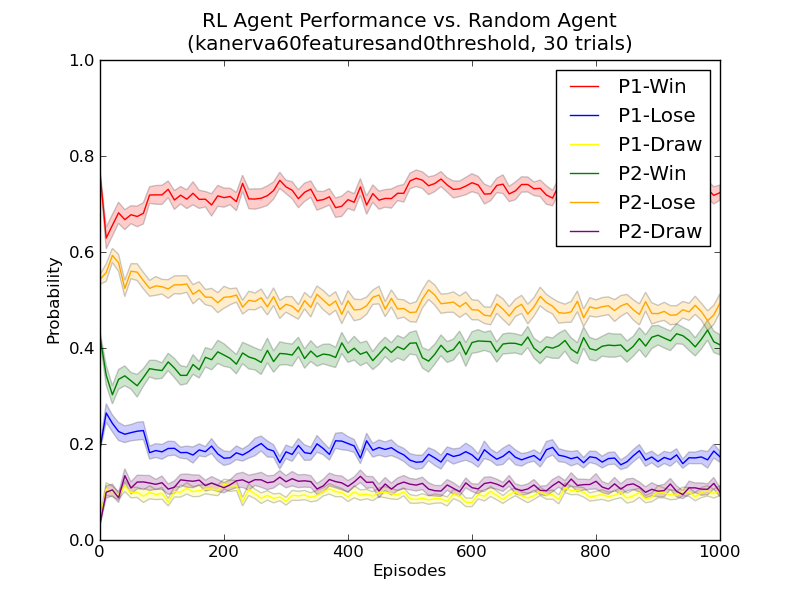 RL Agent Performance vs. Random Agent
(kanerva60featuresand0threshold, 30 trials)
1.0
0.8
0.6
0.4
0.2
0.0
Probability
P1-Win
P1-Lose
P1-Draw
P2-Win
P2-Lose
P2-Draw
0 200 400 600 800 1000
Episodes